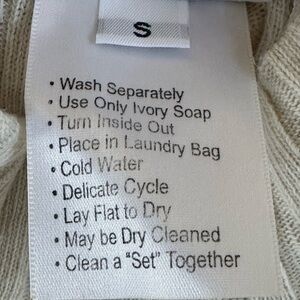 S
• Wash Separately
• Use Only Ivory Soap
• Turn Inside Out
• Place in Laundry Bag
• Cold Water
• Delicate Cycle
• Lay Flat to Dry
• May be Dry Cleaned
• Clean a "Set" Together